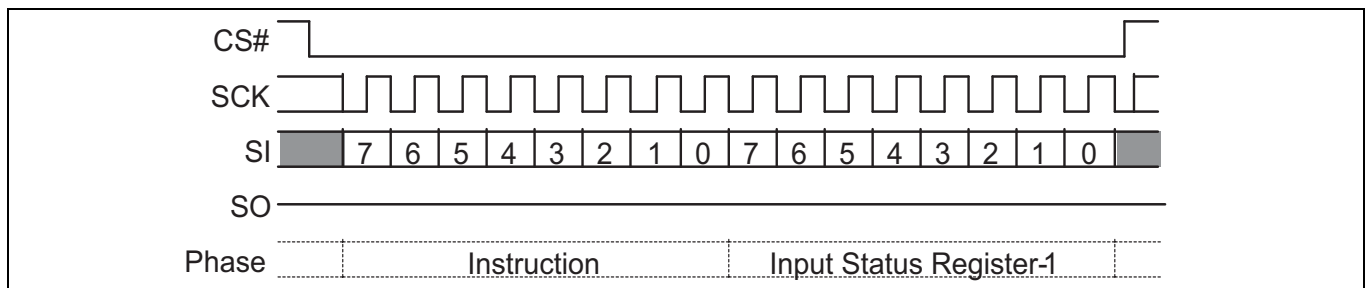 CS#
SCK
SI 7 6 5 4 3 2 1 0 7 6 5 4 3 2 1 0
SO
Phase Instruction Input Status Register-1